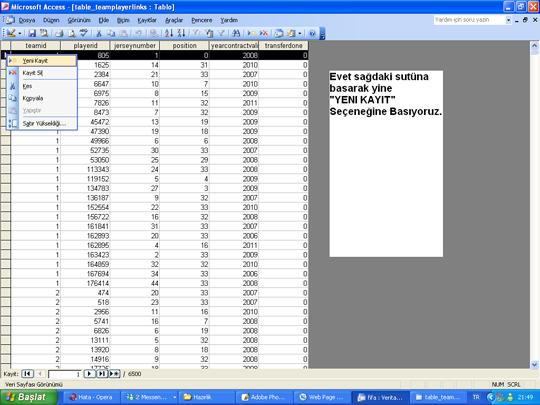 Microsoft Access - [table_teamplayerlinks : Tablo]
Dosya Düzen Görünüm Ekle Biçim Kayıtlar Araçlar Pencere Yardım
Yardım için soru yazın
teamid playerid jerseynumber position yearcontractvali transferdone
805 1 0 2008 0
1 1625 14 31 2010 0
1 2384 21 33 2007 0
1 6640 9 33 2007 0
1 6975 8 15 2009 0
1 7826 11 32 2011 0
1 8473 7 32 2009 0
1 45472 13 19 2009 0
1 47390 19 18 2009 0
1 49966 6 6 2008 0
1 52735 30 33 2007 0
1 53050 25 29 2008 0
1 113343 24 33 2008 0
1 119152 5 4 2009 0
1 134783 27 3 2009 0
1 136187 9 32 2007 0
1 152554 22 33 2010 0
1 156722 16 32 2008 0
1 161841 31 33 2007 0
1 162893 20 33 2006 0
1 162895 4 16 2011 0
1 163423 2 33 2009 0
1 164859 32 32 2010 0
1 167694 34 33 2006 0
1 176414 44 33 2008 0
2 474 20 33 2007 0
2 518 23 33 2007 0
2 2956 11 16 2010 0
2 5741 16 7 2008 0
2 6826 6 19 2008 0
2 13111 5 2 2008 0
2 13920 8 18 2008 0
2 14916 9 33 2008 0
Yeni Kayıt
Kayıt Sil
Kes
Kopyala
Yapıştır
Satır Yüksekliği...
Evet sağdaki sutüna
basarak yine
"YENI KAYIT"
Seçeneğine Basıyoruz.
Kayıt: 1 / 6500
Veri Sayfası Görünümü NUM SCRL
Başlat Hata - Opera 2 Messen... Hazırlık Adobe Pho... Web Page ... fifa : Verita... table_team... TR 21:49